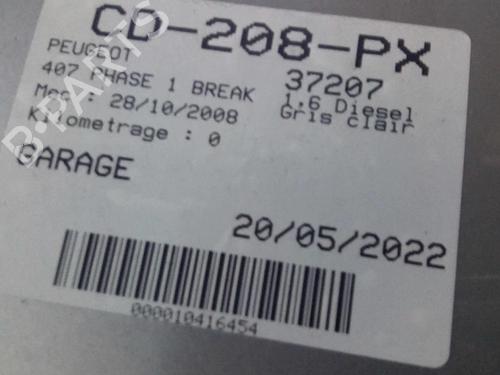 CD-208-PX
PEUGEOT
37207
407 PHASE 1 BREAK
1.6 Diesel
Mec : 28/10/2008
Gris clair
Kilometrage : 0
GARAGE
20/05/2022
000010416454
B-PARTS